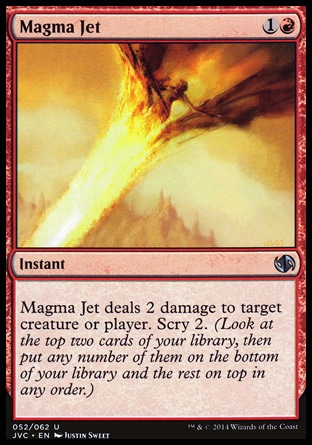 Magma Jet 1
Instant
Magma Jet deals 2 damage to target
creature or player. Scry 2. (Look at
the top two cards of your library, then
put any number of them on the bottom
of your library and the rest on top in
any order.)
052/062 U
JVC • EN Justin Sweet ™ & © 2014 Wizards of the Coast